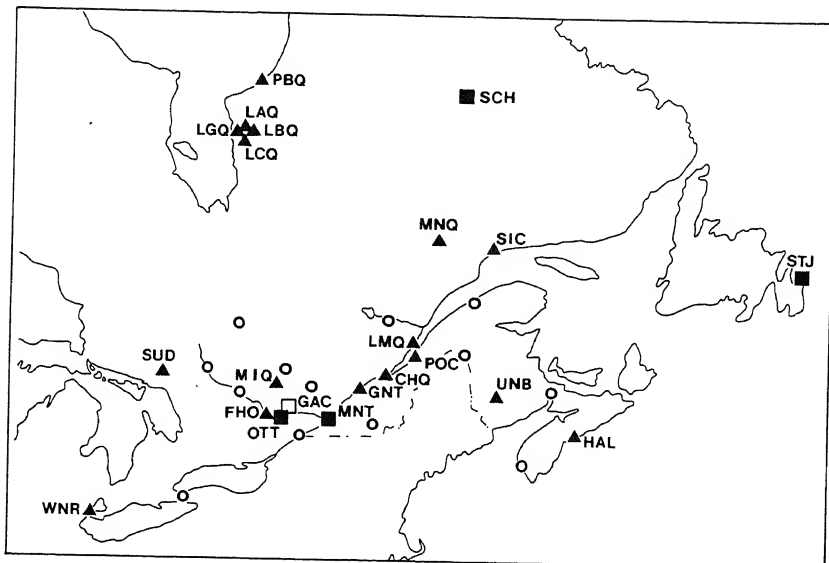 PBQ
SCH
LAQ
LGQ LBQ
LCQ
MNQ
SIC
STJ
LMQ
SUD
MIQ
POC
CHQ
UNB
GNT
GAC
FHO MNT
OTT
HAL
WNR